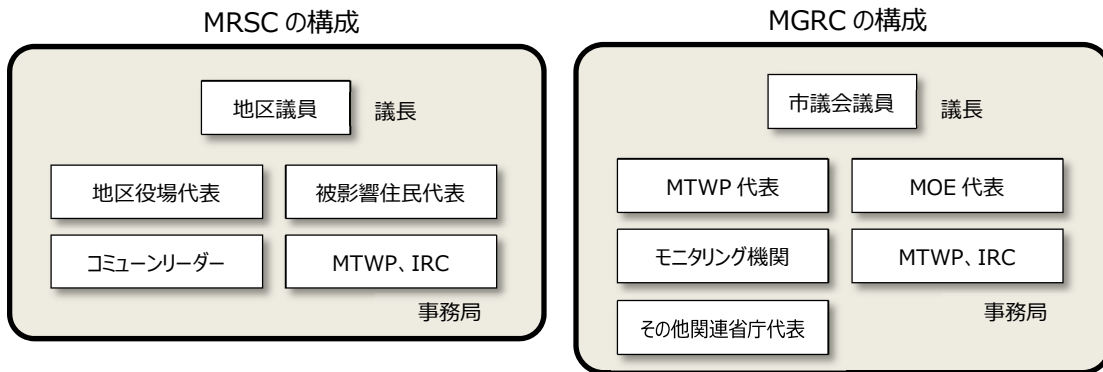 MRSC の構成
地区議員
議長
地区役場代表
被影響住民代表
コミューンリーダー
MTWP、IRC
事務局
MGRC の構成
市議会議員
議長
MTWP 代表
MOE 代表
モニタリング機関
MTWP、IRC
その他関連省庁代表
事務局